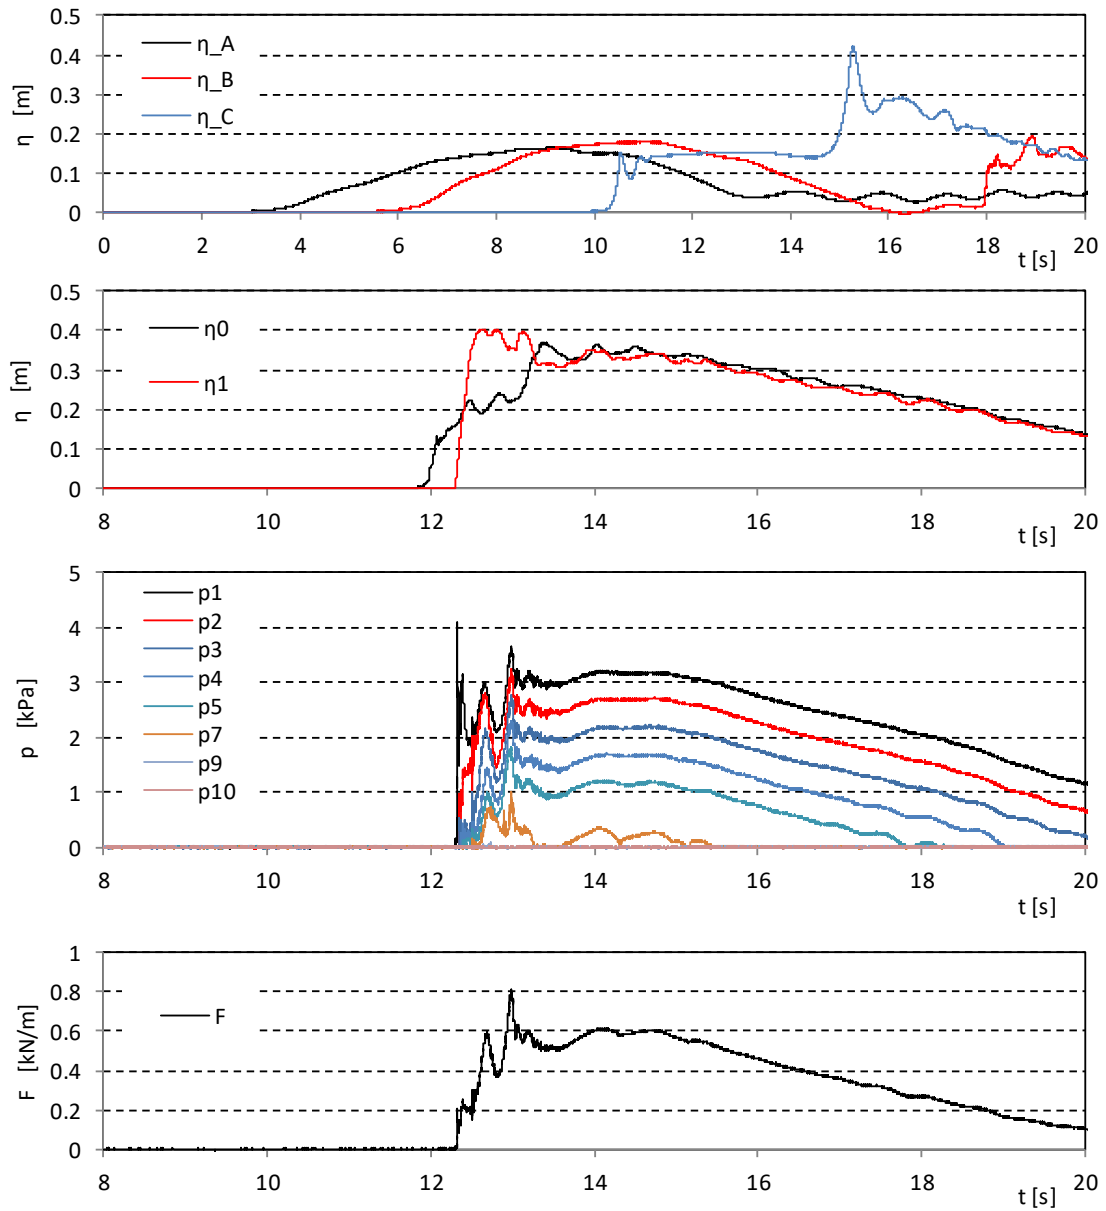 0.5
0.4
0.3
0.2
0.1
0
η [m]
η_A
η_B
η_C
0 2 4 6 8 10 12 14 16 18 20
t [s]
0.5
0.4
0.3
0.2
0.1
0
η [m]
η0
η1
8 10 12 14 16 18 20
t [s]
5
4
3
2
1
0
p [kPa]
p1
p2
p3
p4
p5
p7
p9
p10
8 10 12 14 16 18 20
t [s]
1
0.8
0.6
0.4
0.2
0
F [kN/m]
F
8 10 12 14 16 18 20
t [s]